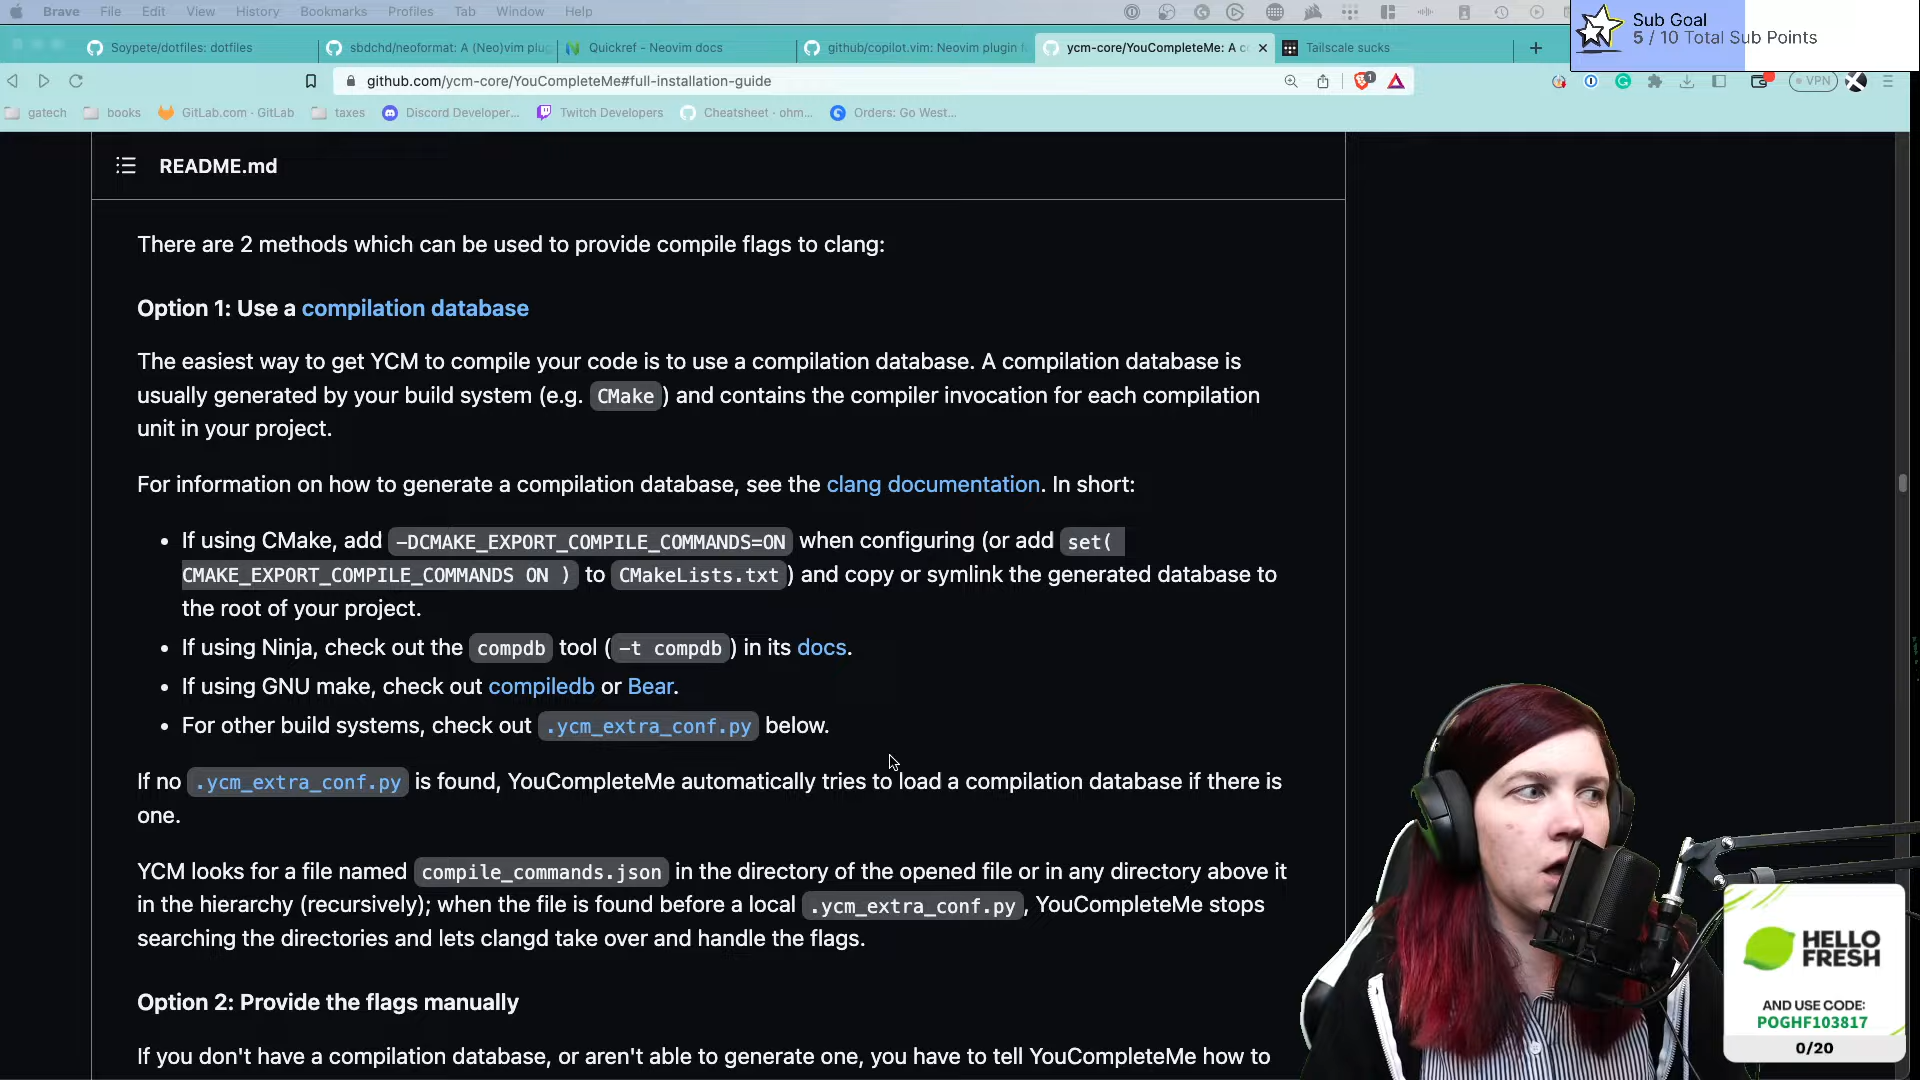 Brave File Edit View History Bookmarks Profiles Tab Window Help
Sub Goal
5 / 10 Total Sub Points
Soypete/dotfiles: dotfiles
sbdchd/neoformat: A (Neo)vim plug
Quickref - Neovim docs
github/copilot.vim: Neovim plugin f
ycm-core/YouCompleteMe: A co
Tailscale sucks
github.com/ycm-core/YouCompleteMe#full-installation-guide
VPN
gatech books GitLab.com · GitLab taxes Discord Developer... Twitch Developers Cheatsheet · ohm... Orders: Go West...
README.md
There are 2 methods which can be used to provide compile flags to clang:
Option 1: Use a compilation database
The easiest way to get YCM to compile your code is to use a compilation database. A compilation database is
usually generated by your build system (e.g. CMake ) and contains the compiler invocation for each compilation
unit in your project.
For information on how to generate a compilation database, see the clang documentation. In short:
• If using CMake, add -DCMAKE_EXPORT_COMPILE_COMMANDS=ON when configuring (or add set(
CMAKE_EXPORT_COMPILE_COMMANDS ON ) to CMakeLists.txt ) and copy or symlink the generated database to
the root of your project.
• If using Ninja, check out the compdb tool ( -t compdb ) in its docs.
• If using GNU make, check out compiledb or Bear.
• For other build systems, check out .ycm_extra_conf.py below.
If no .ycm_extra_conf.py is found, YouCompleteMe automatically tries to load a compilation database if there is
one.
YCM looks for a file named compile_commands.json in the directory of the opened file or in any directory above it
in the hierarchy (recursively); when the file is found before a local .ycm_extra_conf.py , YouCompleteMe stops
searching the directories and lets clangd take over and handle the flags.
Option 2: Provide the flags manually
If you don't have a compilation database, or aren't able to generate one, you have to tell YouCompleteMe how to
HELLO
FRESH
AND USE CODE:
POGHF103817
0/20